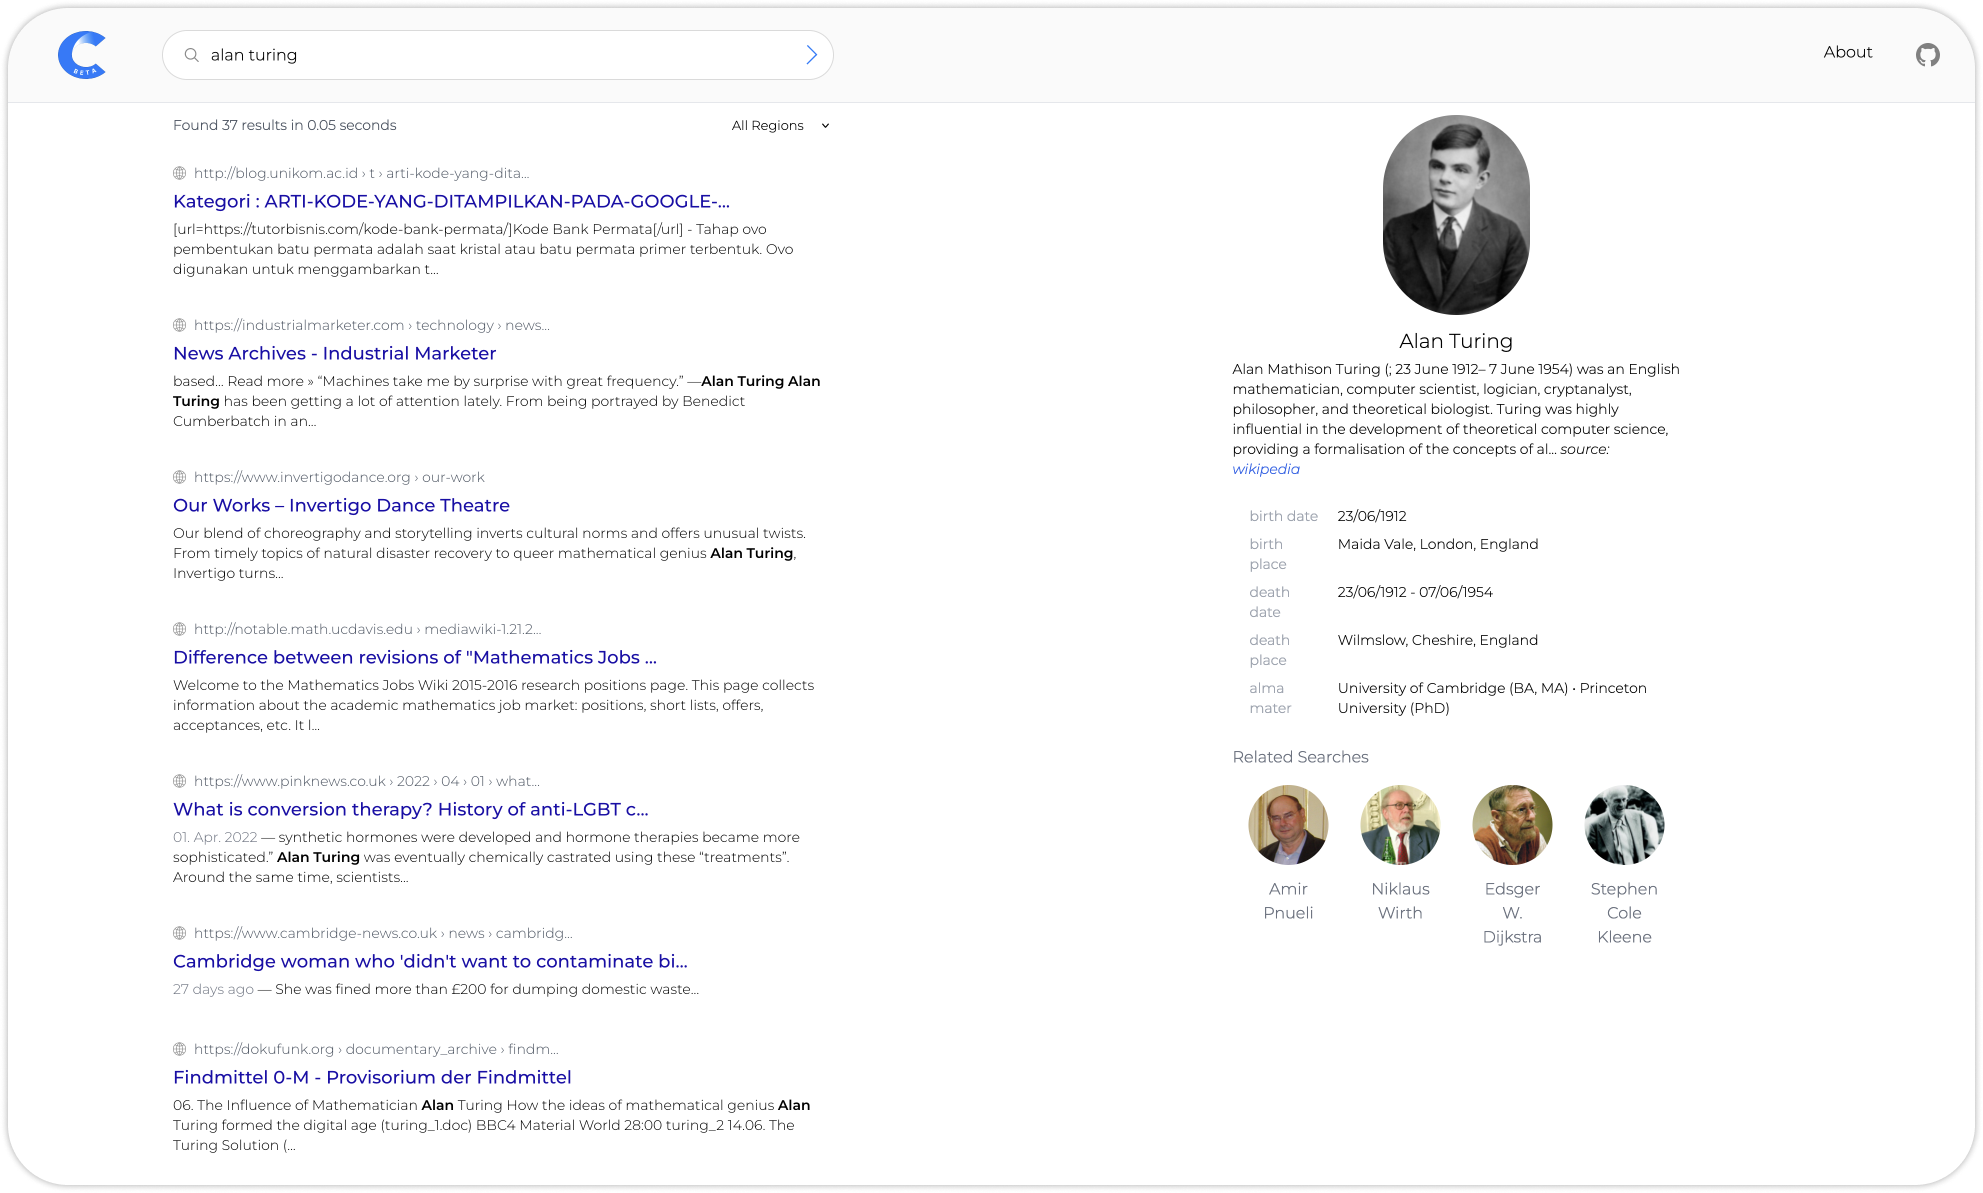 BETA
alan turing
About
Found 37 results in 0.05 seconds
All Regions
http://blog.unikom.ac.id › t › arti-kode-yang-dita...
Kategori : ARTI-KODE-YANG-DITAMPILKAN-PADA-GOOGLE-...
[url=https://tutorbisnis.com/kode-bank-permata/]Kode Bank Permata[/url] - Tahap ovo
pembentukan batu permata adalah saat kristal atau batu permata primer terbentuk. Ovo
digunakan untuk menggambarkan t...
https://industrialmarketer.com › technology › news...
News Archives - Industrial Marketer
based... Read more » “Machines take me by surprise with great frequency.” —Alan Turing Alan
Turing has been getting a lot of attention lately. From being portrayed by Benedict
Cumberbatch in an...
https://www.invertigodance.org › our-work
Our Works – Invertigo Dance Theatre
Our blend of choreography and storytelling inverts cultural norms and offers unusual twists.
From timely topics of natural disaster recovery to queer mathematical genius Alan Turing,
Invertigo turns...
http://notable.math.ucdavis.edu › mediawiki-1.21.2...
Difference between revisions of "Mathematics Jobs ...
Welcome to the Mathematics Jobs Wiki 2015-2016 research positions page. This page collects
information about the academic mathematics job market: positions, short lists, offers,
acceptances, etc. It l...
https://www.pinknews.co.uk › 2022 › 04 › 01 › what...
What is conversion therapy? History of anti-LGBT c...
01. Apr. 2022 — synthetic hormones were developed and hormone therapies became more
sophisticated.” Alan Turing was eventually chemically castrated using these “treatments”.
Around the same time, scientists...
https://www.cambridge-news.co.uk › news › cambridg...
Cambridge woman who 'didn't want to contaminate bi...
27 days ago — She was fined more than £200 for dumping domestic waste...
https://dokufunk.org › documentary_archive › findm...
Findmittel 0-M - Provisorium der Findmittel
06. The Influence of Mathematician Alan Turing How the ideas of mathematical genius Alan
Turing formed the digital age (turing_1.doc) BBC4 Material World 28:00 turing_2 14.06. The
Turing Solution (...
Alan Turing
Alan Mathison Turing (; 23 June 1912– 7 June 1954) was an English
mathematician, computer scientist, logician, cryptanalyst,
philosopher, and theoretical biologist. Turing was highly
influential in the development of theoretical computer science,
providing a formalisation of the concepts of al... source:
wikipedia
birth date 23/06/1912
birth Maida Vale, London, England
place
death 23/06/1912 - 07/06/1954
date
death Wilmslow, Cheshire, England
place
alma University of Cambridge (BA, MA) • Princeton
mater University (PhD)
Related Searches
Amir Niklaus Edsger Stephen
Pnueli Wirth W. Cole
Dijkstra Kleene